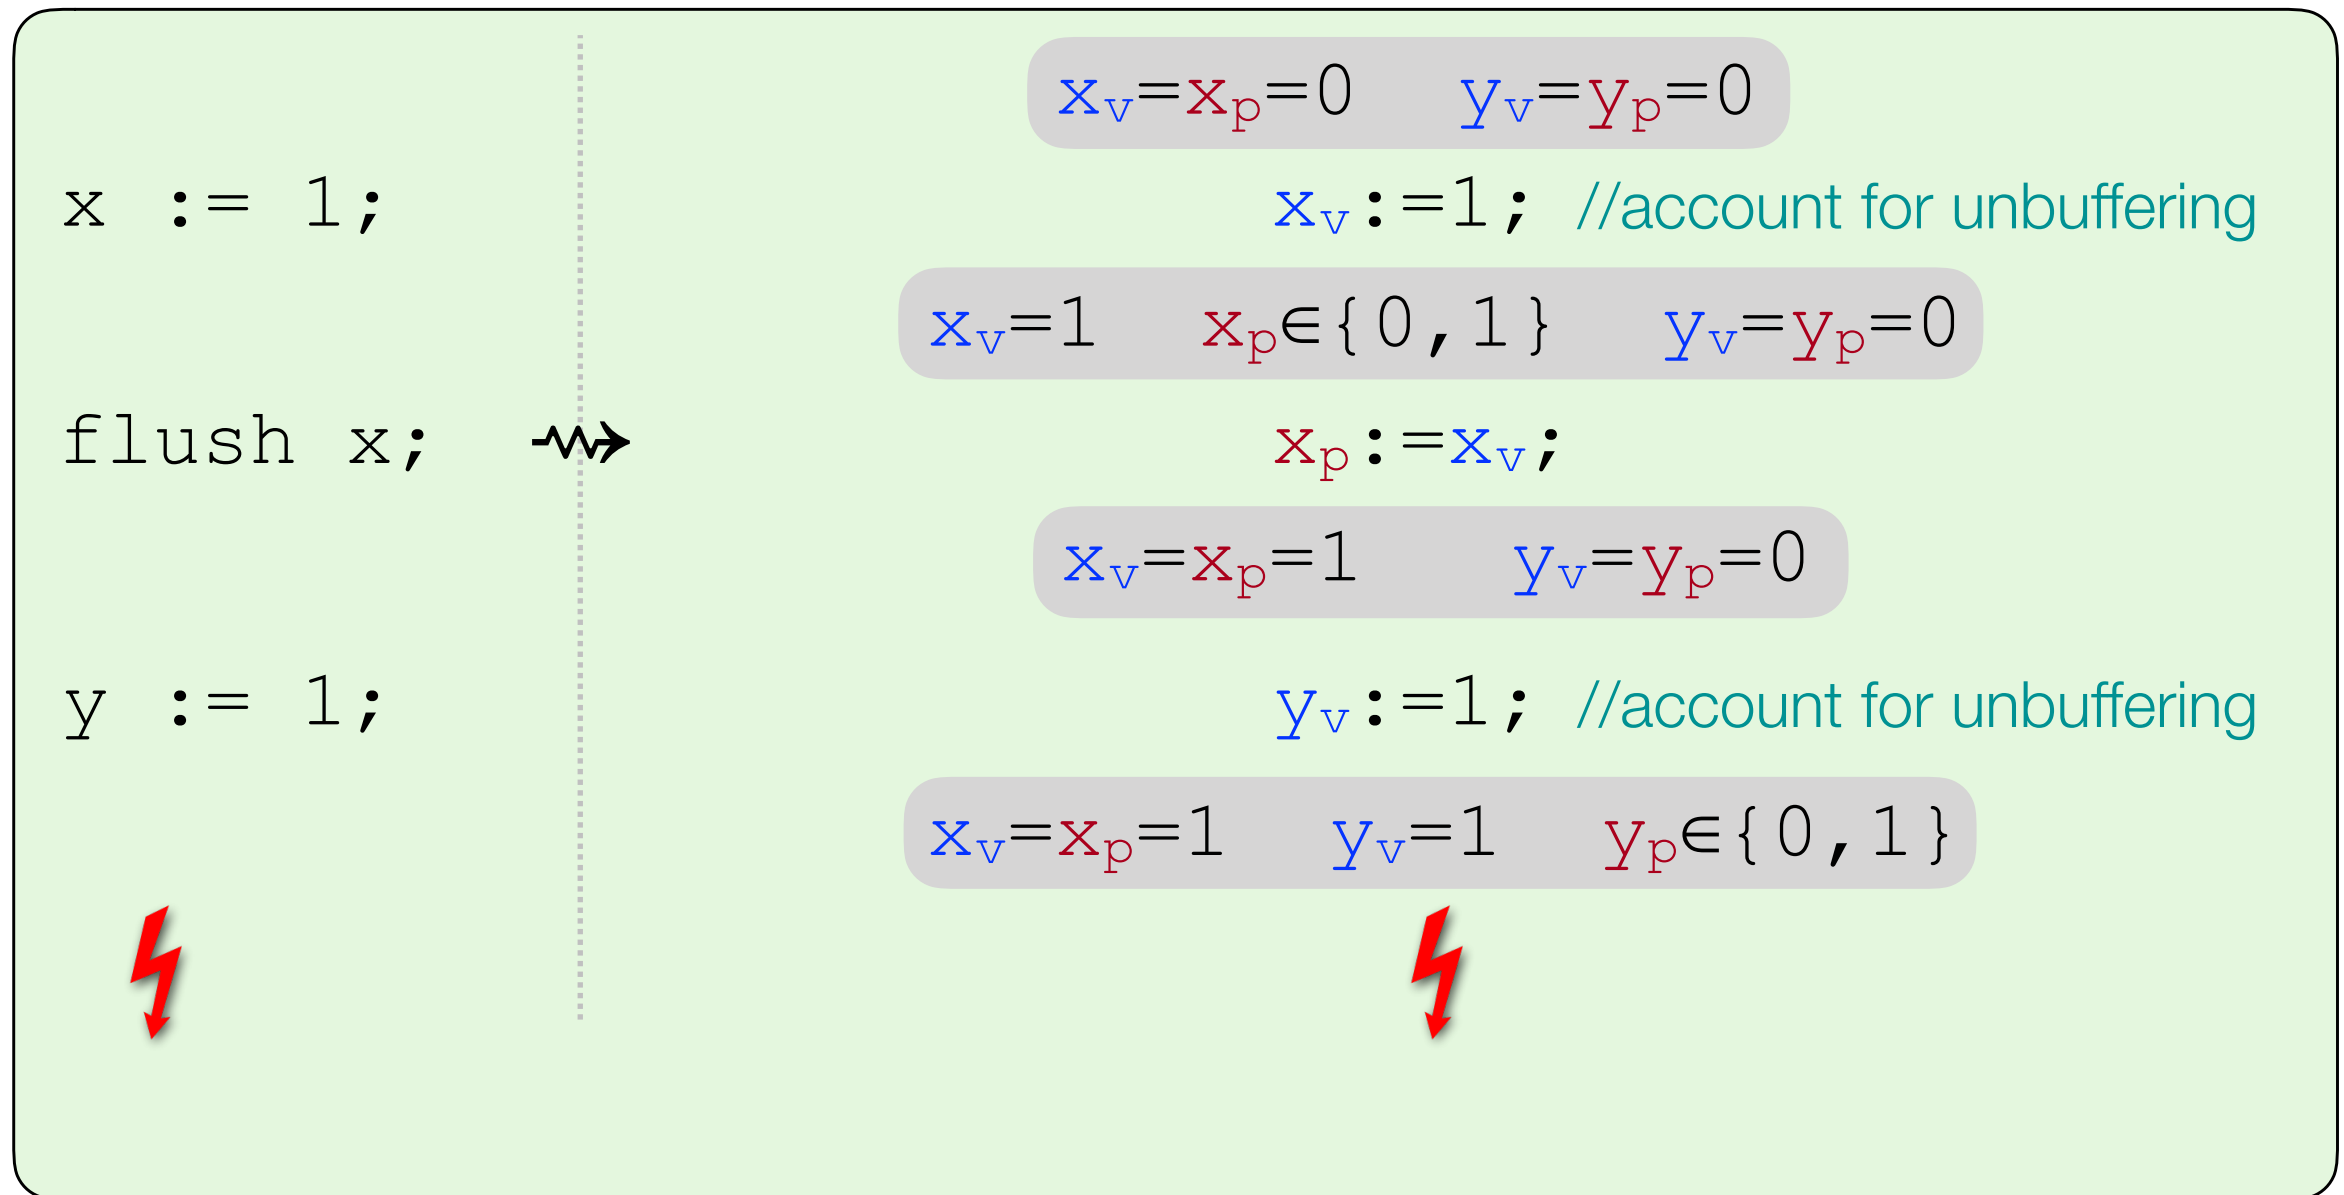 xᵥ=xₚ=0 yᵥ=yₚ=0
x := 1; xᵥ:=1; //account for unbuffering
xᵥ=1 xₚ∈{0,1} yᵥ=yₚ=0
flush x; ⇝ xₚ:=xᵥ;
xᵥ=xₚ=1 yᵥ=yₚ=0
y := 1; yᵥ:=1; //account for unbuffering
xᵥ=xₚ=1 yᵥ=1 yₚ∈{0,1}